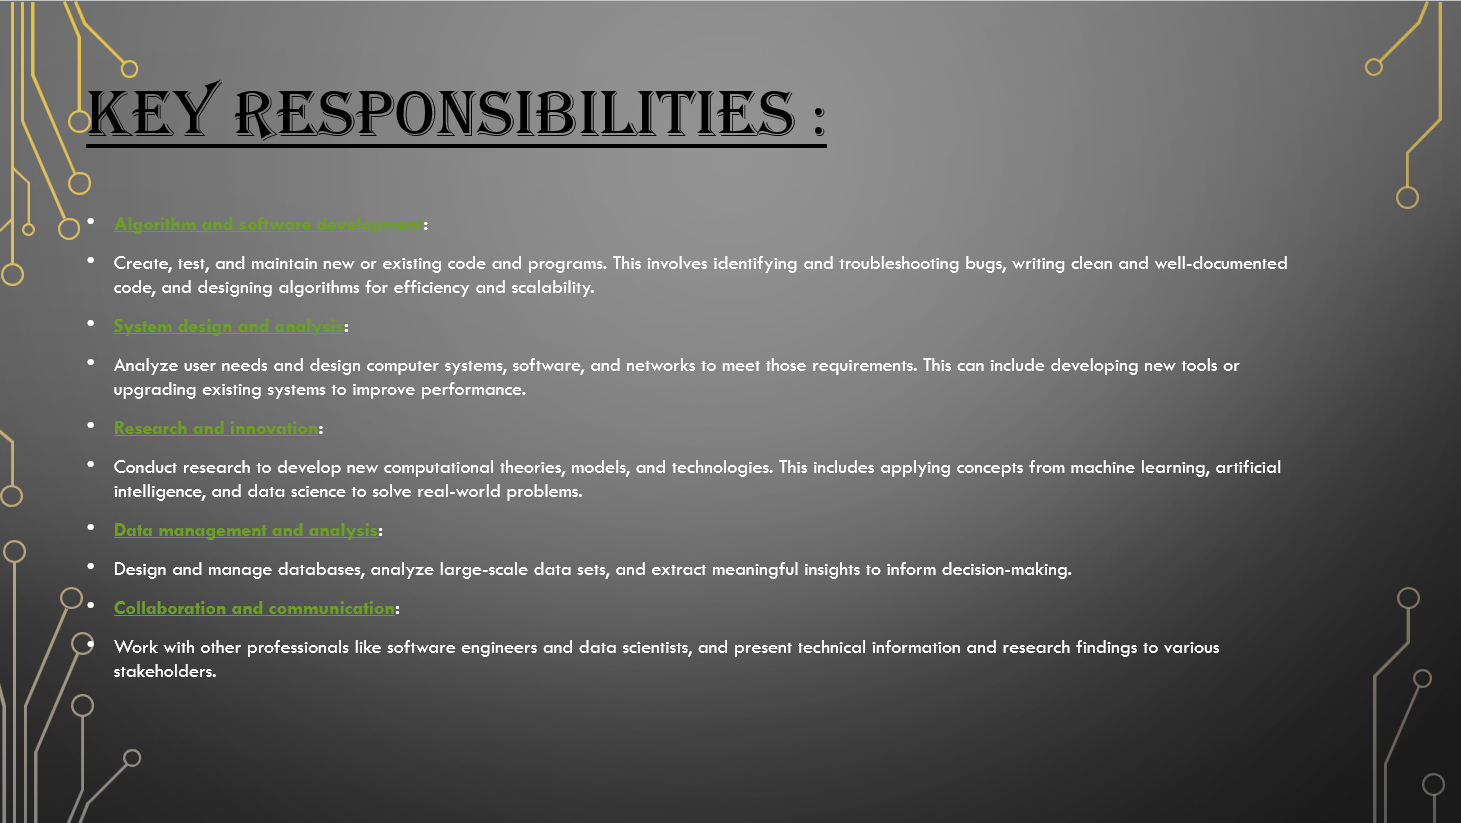 KEY RESPONSIBILITIES :
• Algorithm and software development:
• Create, test, and maintain new or existing code and programs. This involves identifying and troubleshooting bugs, writing clean and well-documented
code, and designing algorithms for efficiency and scalability.
• System design and analysis:
• Analyze user needs and design computer systems, software, and networks to meet those requirements. This can include developing new tools or
upgrading existing systems to improve performance.
• Research and innovation:
• Conduct research to develop new computational theories, models, and technologies. This includes applying concepts from machine learning, artificial
intelligence, and data science to solve real-world problems.
• Data management and analysis:
• Design and manage databases, analyze large-scale data sets, and extract meaningful insights to inform decision-making.
• Collaboration and communication:
• Work with other professionals like software engineers and data scientists, and present technical information and research findings to various
stakeholders.